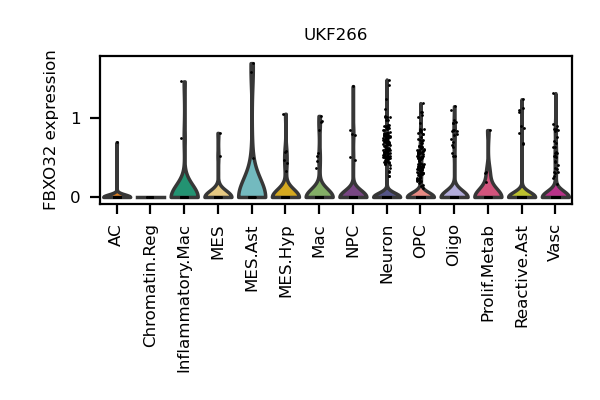 UKF266
FBXO32 expression
1
0
AC
Chromatin.Reg
Inflammatory.Mac
MES
MES.Ast
MES.Hyp
Mac
NPC
Neuron
OPC
Oligo
Prolif.Metab
Reactive.Ast
Vasc